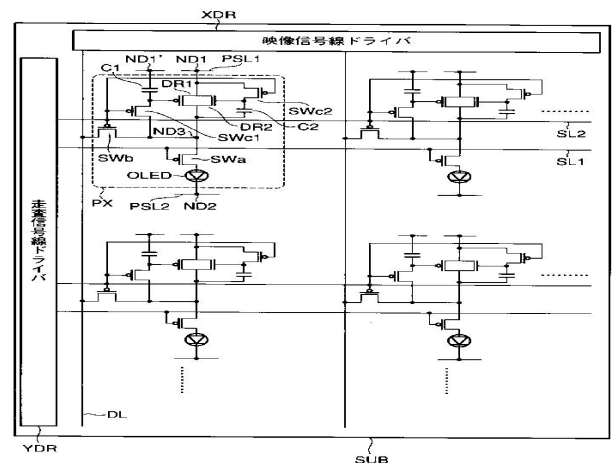 XDR
映像信号線ドライバ
ND1' ND1 PSL1
C1
DR1
SWc2
DR2 C2
ND3
SWc1
SL2
SWb
SWa
SL1
OLED
PX
PSL2 ND2
走査信号線ドライバ
DL
YDR
SUB